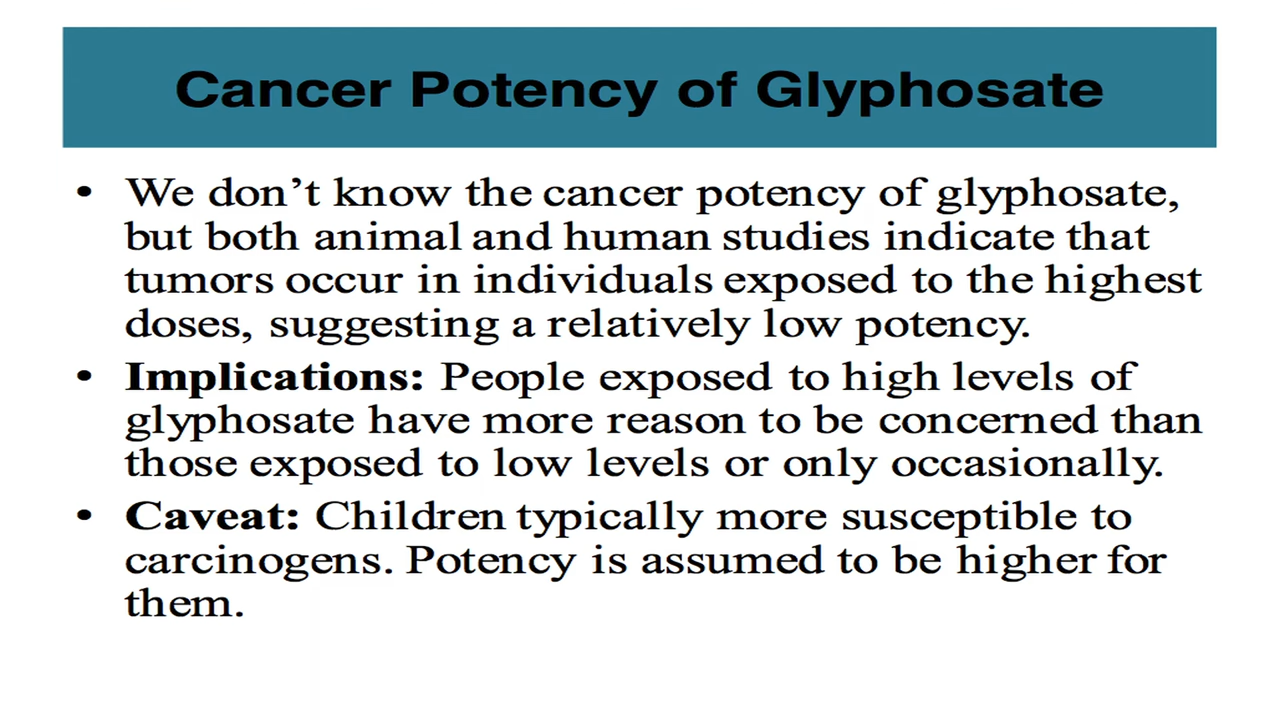 Cancer Potency of Glyphosate
• We don't know the cancer potency of glyphosate,
but both animal and human studies indicate that
tumors occur in individuals exposed to the highest
doses, suggesting a relatively low potency.
• Implications: People exposed to high levels of
glyphosate have more reason to be concerned than
those exposed to low levels or only occasionally.
• Caveat: Children typically more susceptible to
carcinogens. Potency is assumed to be higher for
them.